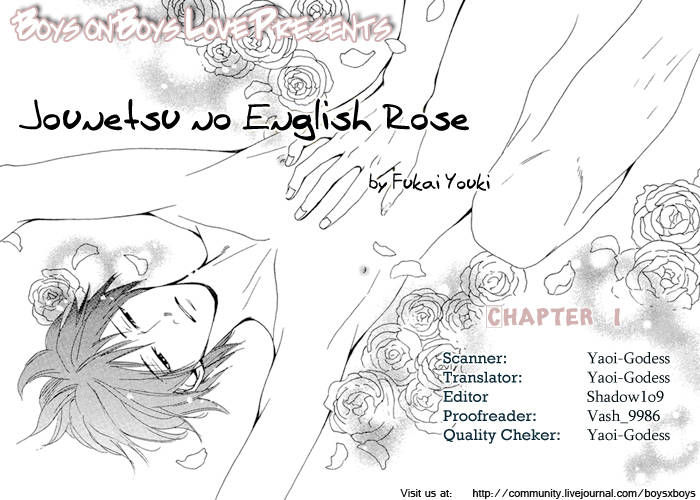 Boys on Boys Love Presents
Jounetsu no English Rose
by Fukai Youki
CHAPTER 1
Scanner: Yaoi-Godess
Translator: Yaoi-Godess
Editor Shadow1o9
Proofreader: Vash_9986
Quality Cheker: Yaoi-Godess
Visit us at: http://community.livejournal.com/boysxboys